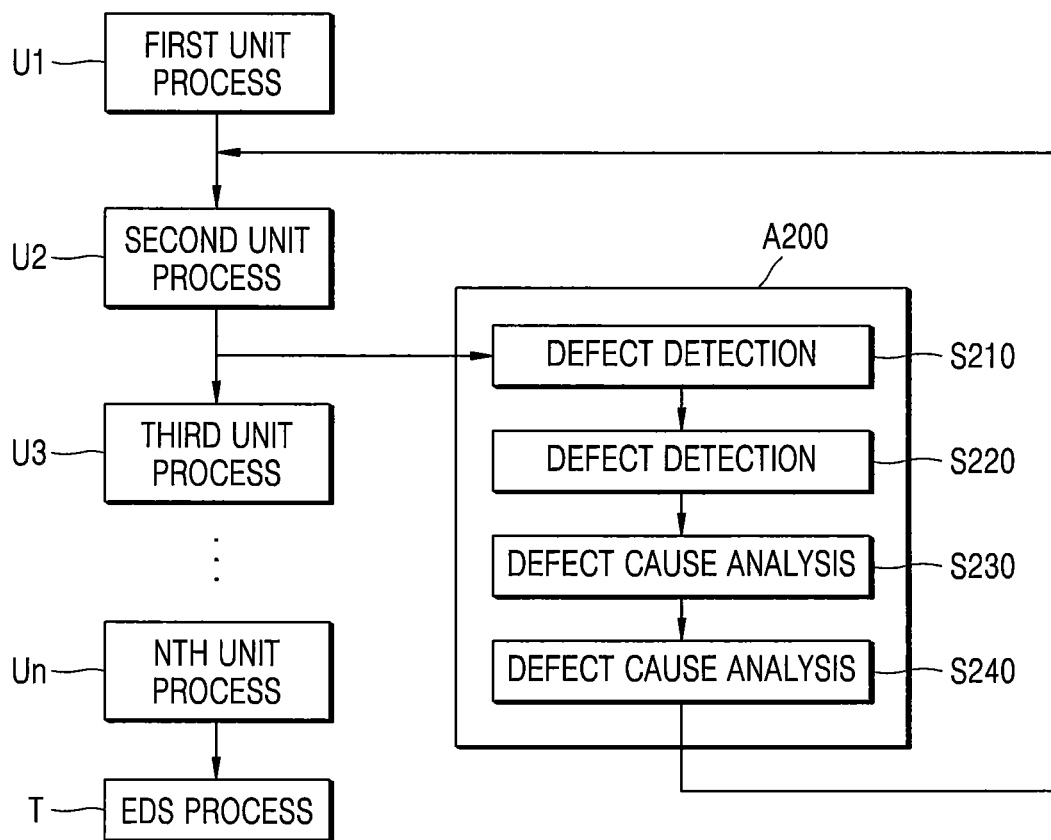 U1
FIRST UNIT
PROCESS
U2
SECOND UNIT
PROCESS
U3
THIRD UNIT
PROCESS
Un
NTH UNIT
PROCESS
T
EDS PROCESS
A200
DEFECT DETECTION
S210
DEFECT DETECTION
S220
DEFECT CAUSE ANALYSIS
S230
DEFECT CAUSE ANALYSIS
S240